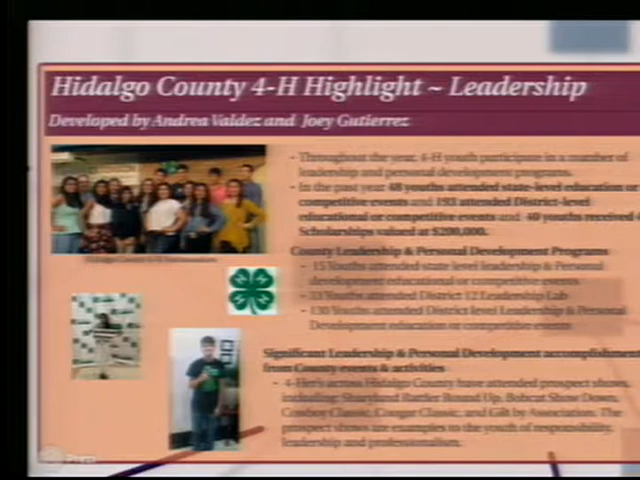 Hidalgo County 4-H Highlight ~ Leadership
Developed by Andrea Valdez and Joey Gutierrez
- Throughout the year, 4-H youth participate in a number of
leadership and personal development programs.
- In the past year 48 youths attended state-level education or
competitive events and 193 attended District-level
educational or competitive events and 40 youths received
Scholarships valued at $200,000.
County Leadership & Personal Development Programs
- 15 Youths attended state level leadership & Personal
development educational or competitive events
- 33 Youths attended District 12 Leadership Lab
- 130 Youths attended District level Leadership & Personal
Development education or competitive events
Significant Leadership & Personal Development accomplishments
from County events & activities
- 4-Her's across Hidalgo County have attended prospect shows
including: and Rattler Round Up, Bobcat Show Down,
Cowboy Classic, Cougar Classic, and Gift by Association. The
prospect shows are examples to the youth of responsibility,
leadership and professionalism.